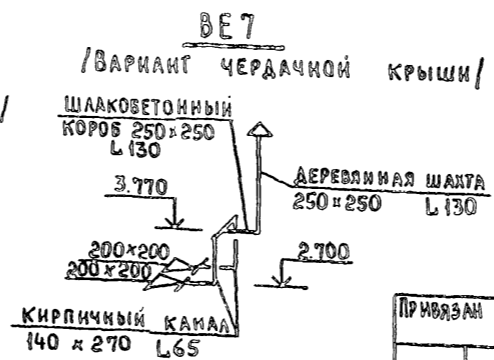 ВЕ7
/ВАРИАНТ ЧЕРДАЧНОЙ КРЫШИ/
/
ШЛАКОБЕТОННЫЙ
КОРОБ 250×250
L 130
3.770
ДЕРЕВЯННАЯ ШАХТА
250×250 L 130
200×200
200×200
2.700
КИРПИЧНЫЙ КАНАЛ
140 × 270 L 65
ПРИВЯЗАН